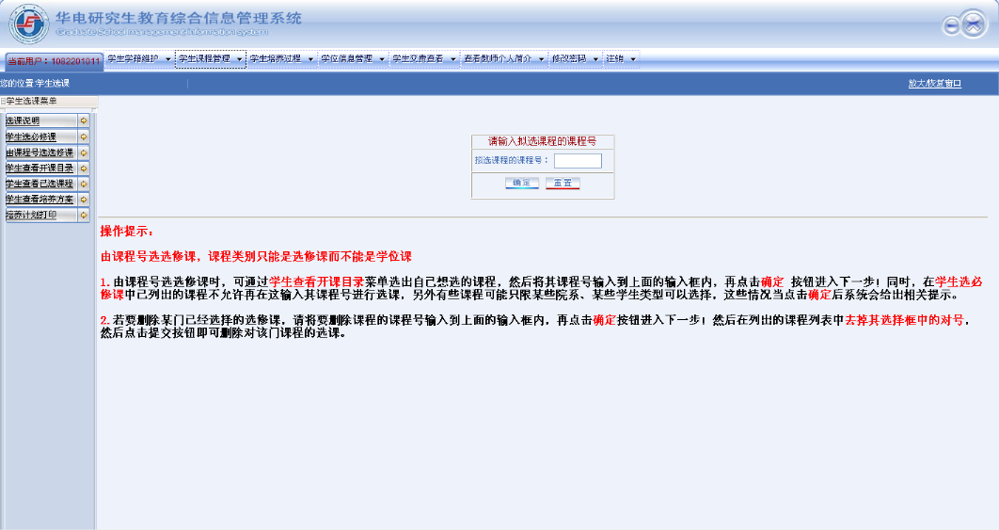 华电研究生教育综合信息管理系统
Graduate School management information system
当前用户：1082201011 学生学籍维护 学生课程管理 学生培养过程 学位信息管理 学生交费查看 查看教师个人简介 修改密码 注销
您的位置:学生选课 放大/恢复窗口
学生选课菜单
选课说明
学生选必修课
由课程号选选修课
学生查看开课目录
学生查看已选课程
学生查看培养方案
培养计划打印
请输入拟选课程的课程号
拟选课程的课程号：
确定 重置
操作提示：
由课程号选选修课，课程类别只能是选修课而不能是学位课
1.由课程号选选修课时，可通过学生查看开课目录菜单选出自己想选的课程，然后将其课程号输入到上面的输入框内，再点击确定 按钮进入下一步！同时，在学生选必
修课中已列出的课程不允许再在这输入其课程号进行选课，另外有些课程可能只限某些院系、某些学生类型可以选择，这些情况当点击确定后系统会给出相关提示。
2.若要删除某门已经选择的选修课，请将要删除课程的课程号输入到上面的输入框内，再点击确定按钮进入下一步！然后在列出的课程列表中去掉其选择框中的对号，
然后点击提交按钮即可删除对该门课程的选课。